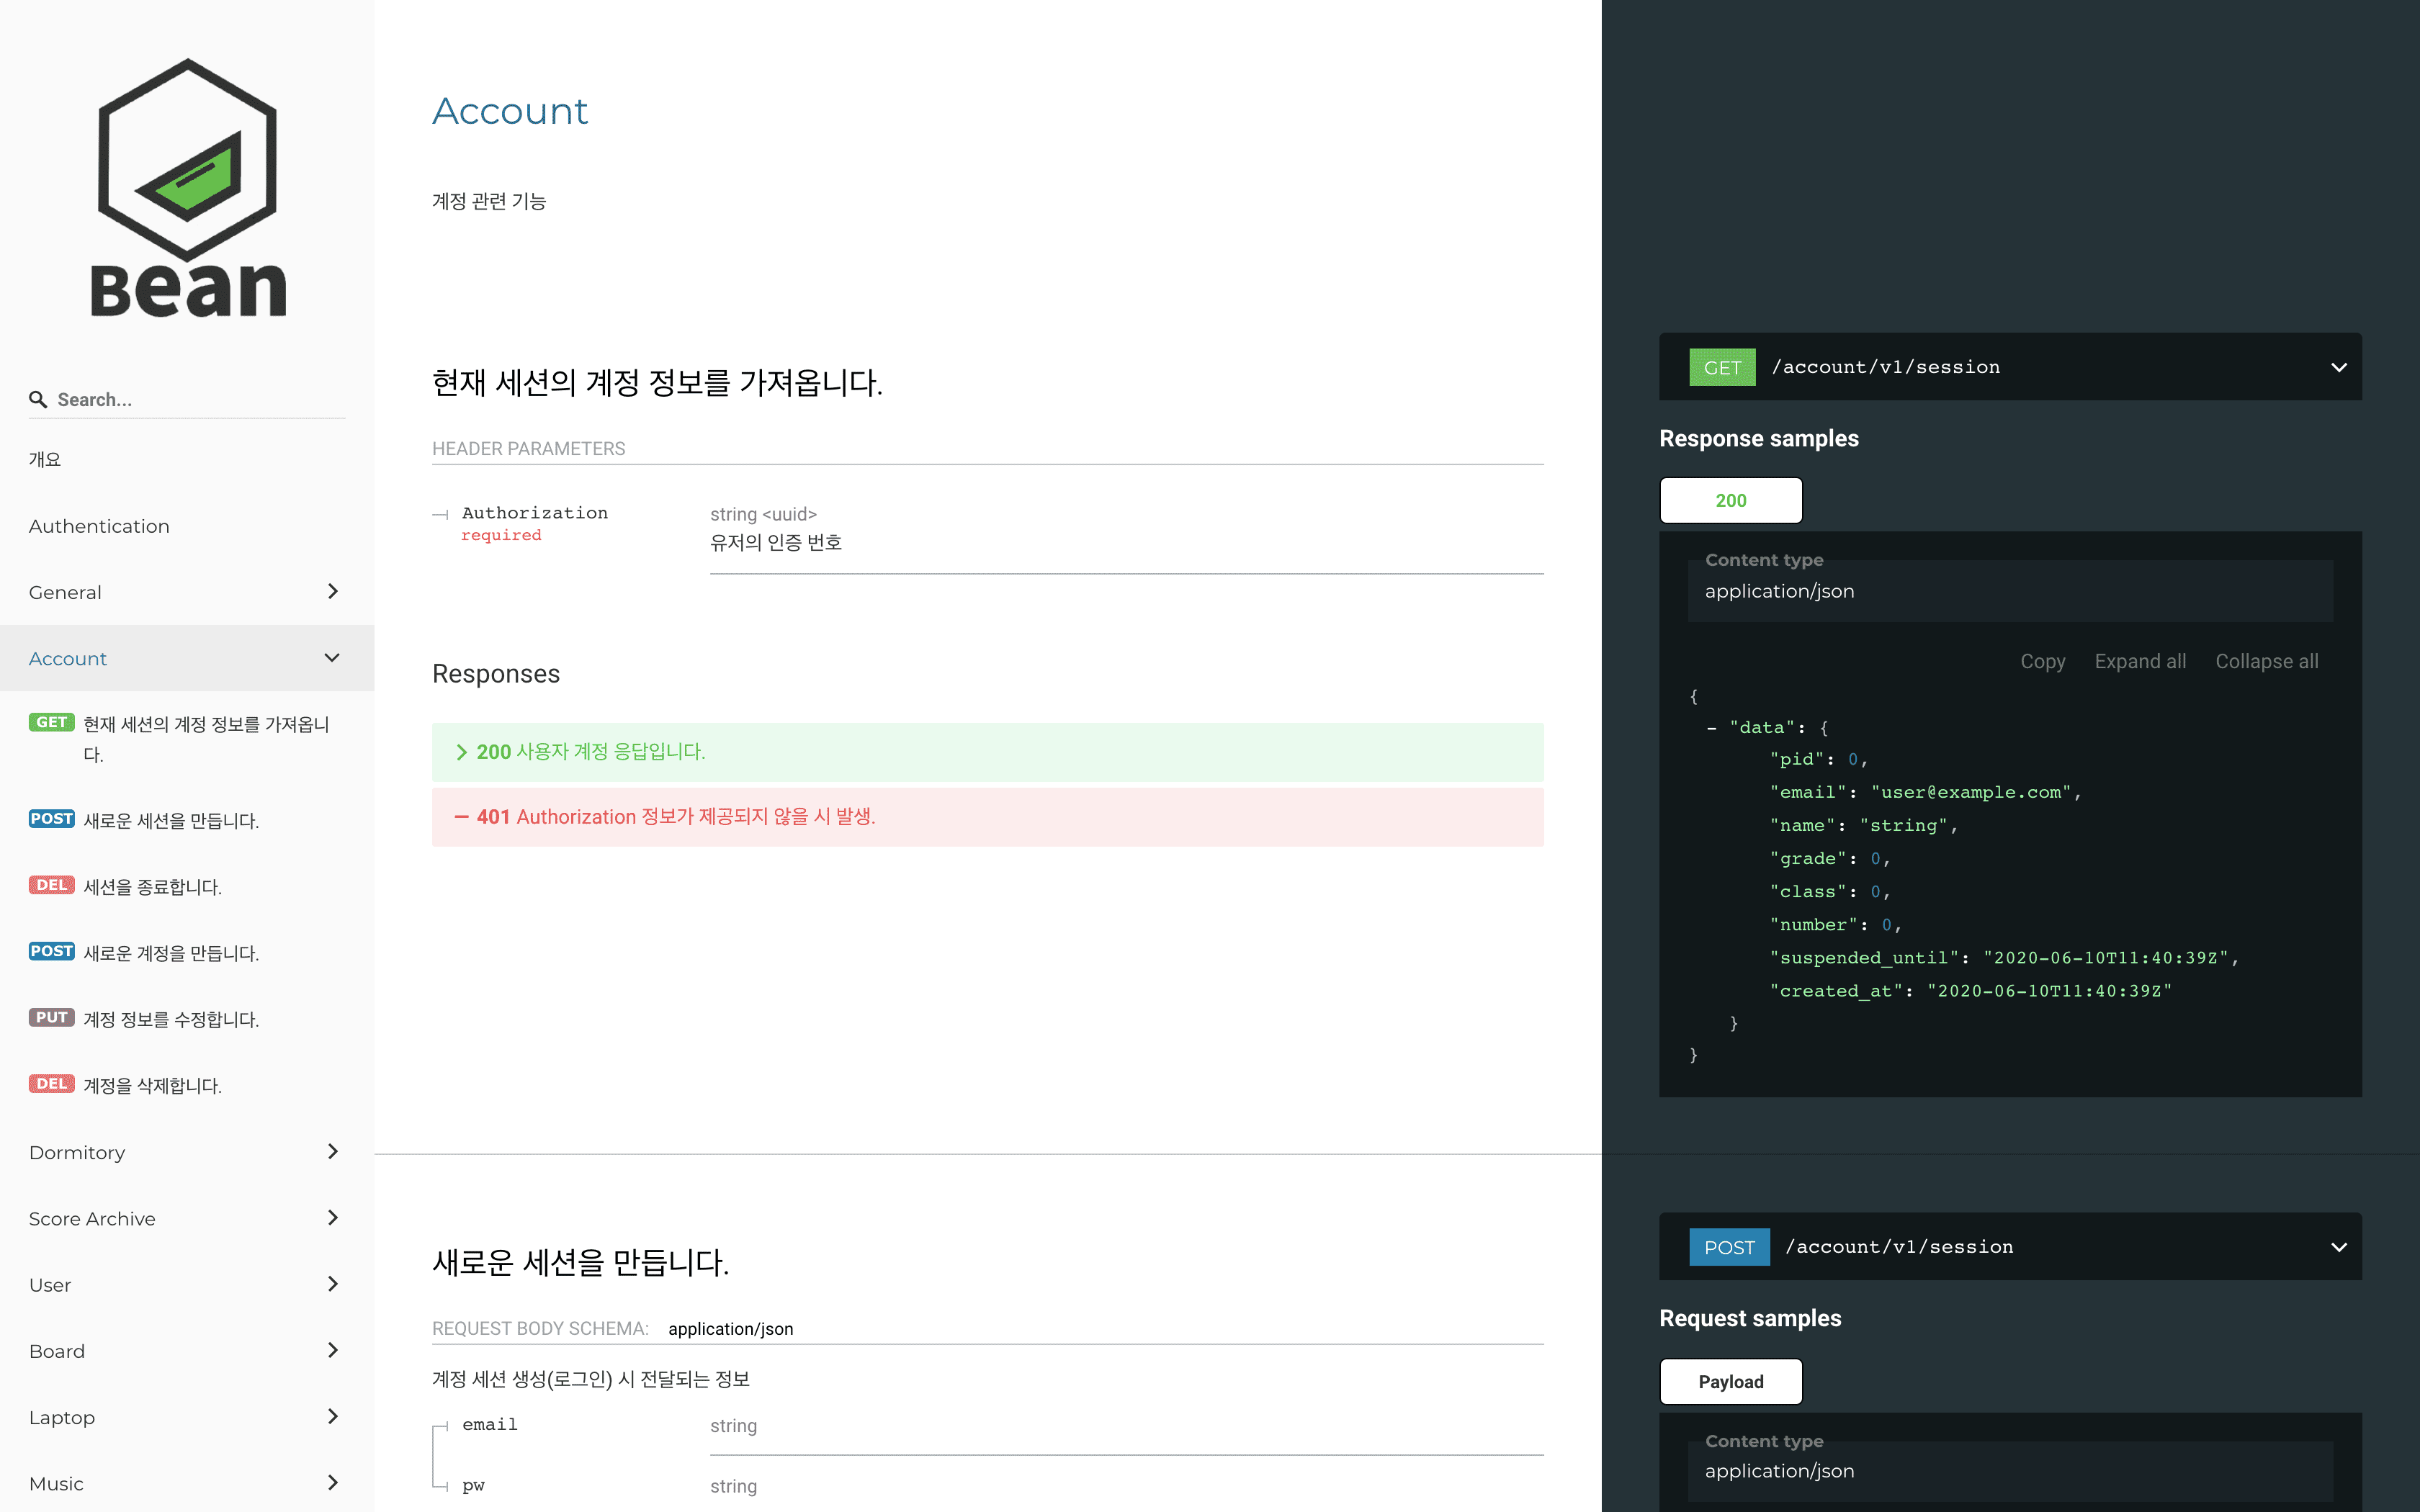 Bean
Search...
개요
Authentication
General
Account
GET 현재 세션의 계정 정보를 가져옵니
다.
POST 새로운 세션을 만듭니다.
DEL 세션을 종료합니다.
POST 새로운 계정을 만듭니다.
PUT 계정 정보를 수정합니다.
DEL 계정을 삭제합니다.
Dormitory
Score Archive
User
Board
Laptop
Music
Account
계정 관련 기능
현재 세션의 계정 정보를 가져옵니다.
HEADER PARAMETERS
Authorization
required
string <uuid>
유저의 인증 번호
Responses
200 사용자 계정 응답입니다.
401 Authorization 정보가 제공되지 않을 시 발생.
새로운 세션을 만듭니다.
REQUEST BODY SCHEMA: application/json
계정 세션 생성(로그인) 시 전달되는 정보
email string
pw string
GET /account/v1/session
Response samples
200
Content type
application/json
Copy Expand all Collapse all
{
- "data": {
"pid": 0,
"email": "user@example.com",
"name": "string",
"grade": 0,
"class": 0,
"number": 0,
"suspended_until": "2020-06-10T11:40:39Z",
"created_at": "2020-06-10T11:40:39Z"
}
}
POST /account/v1/session
Request samples
Payload
Content type
application/json